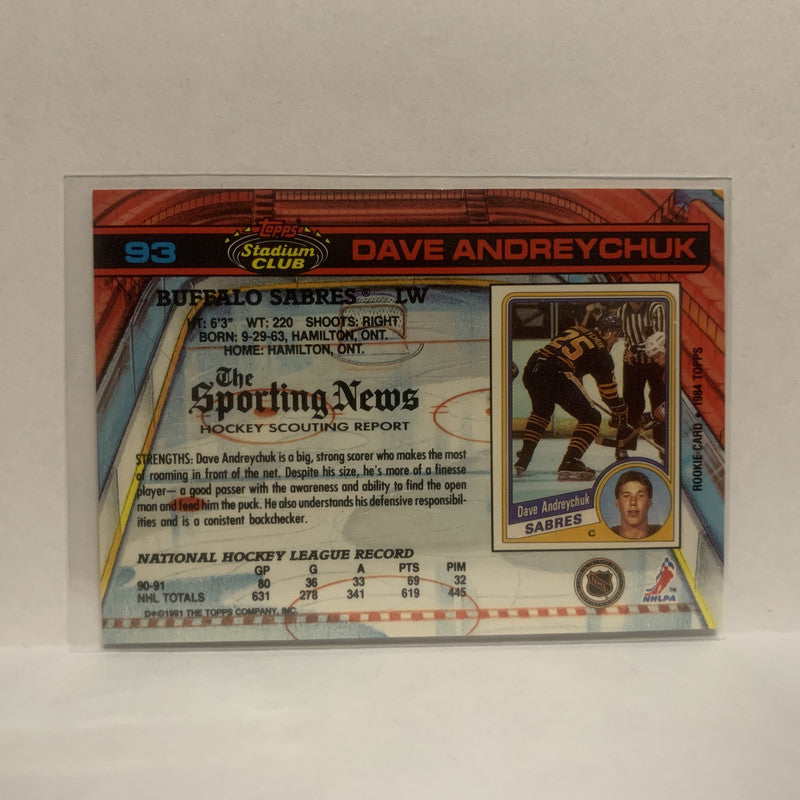 93
Topps
Stadium
CLUB
DAVE ANDREYCHUK
BUFFALO SABRES® LW
HT: 6'3" WT: 220 SHOOTS: RIGHT
BORN: 9-29-63, HAMILTON, ONT.
HOME: HAMILTON, ONT.
The
Sporting News
HOCKEY SCOUTING REPORT
STRENGTHS: Dave Andreychuk is a big, strong scorer who makes the most
of roaming in front of the net. Despite his size, he's more of a finesse
player— a good passer with the awareness and ability to find the open
man and feed him the puck. He also understands his defensive responsibil-
ities and is a conistent backchecker.
NATIONAL HOCKEY LEAGUE RECORD
GP G A PTS PIM
90-91 80 36 33 69 32
NHL TOTALS 631 278 341 619 445
D*©1991 THE TOPPS COMPANY, INC.
25
Dave Andreychuk
SABRES
C
ROOKIE CARD • 1984 TOPPS
NHL
NHLPA
TM